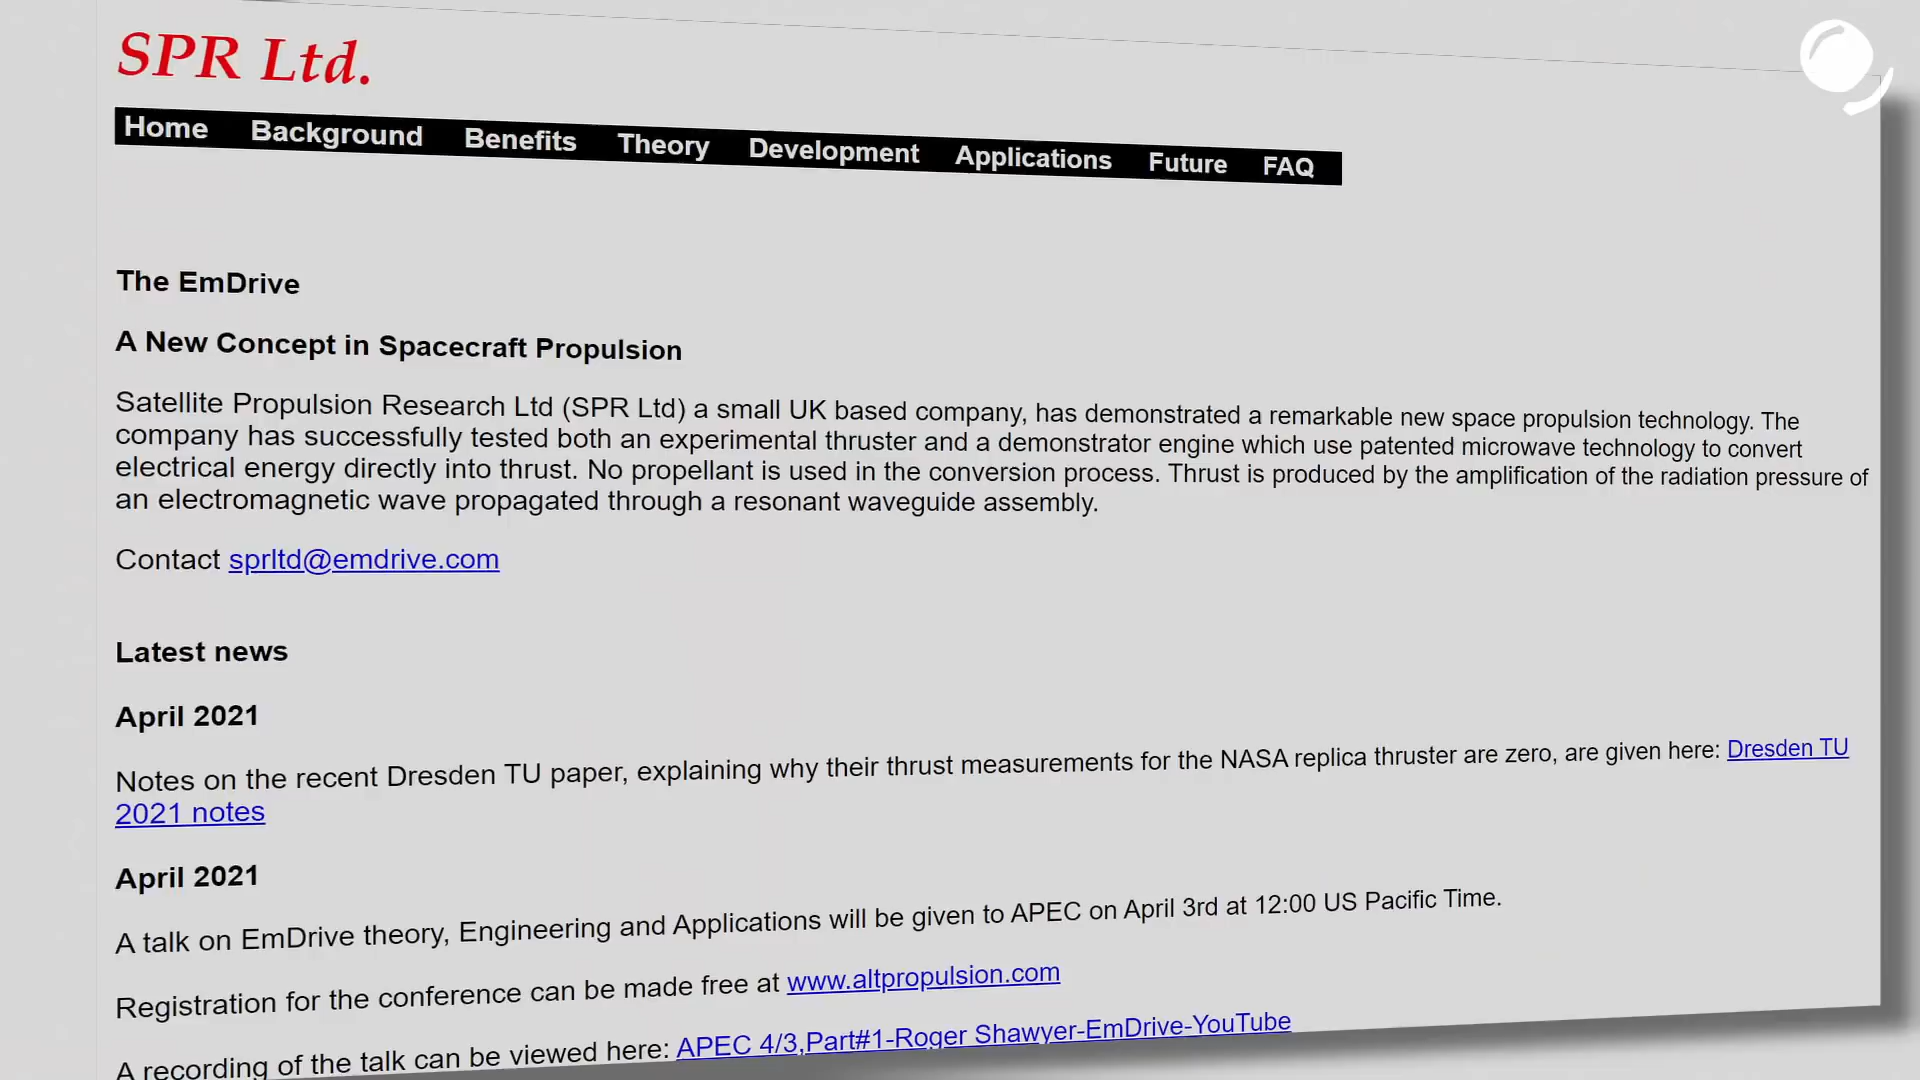 SPR Ltd.
Home Background Benefits Theory Development Applications Future FAQ
The EmDrive
A New Concept in Spacecraft Propulsion
Satellite Propulsion Research Ltd (SPR Ltd) a small UK based company, has demonstrated a remarkable new space propulsion technology. The
company has successfully tested both an experimental thruster and a demonstrator engine which use patented microwave technology to convert
electrical energy directly into thrust. No propellant is used in the conversion process. Thrust is produced by the amplification of the radiation pressure of
an electromagnetic wave propagated through a resonant waveguide assembly.
Contact sprltd@emdrive.com
Latest news
April 2021
Notes on the recent Dresden TU paper, explaining why their thrust measurements for the NASA replica thruster are zero, are given here: Dresden TU
2021 notes
April 2021
A talk on EmDrive theory, Engineering and Applications will be given to APEC on April 3rd at 12:00 US Pacific Time.
Registration for the conference can be made free at www.altpropulsion.com
A recording of the talk can be viewed here: APEC 4/3,Part#1-Roger Shawyer-EmDrive-YouTube